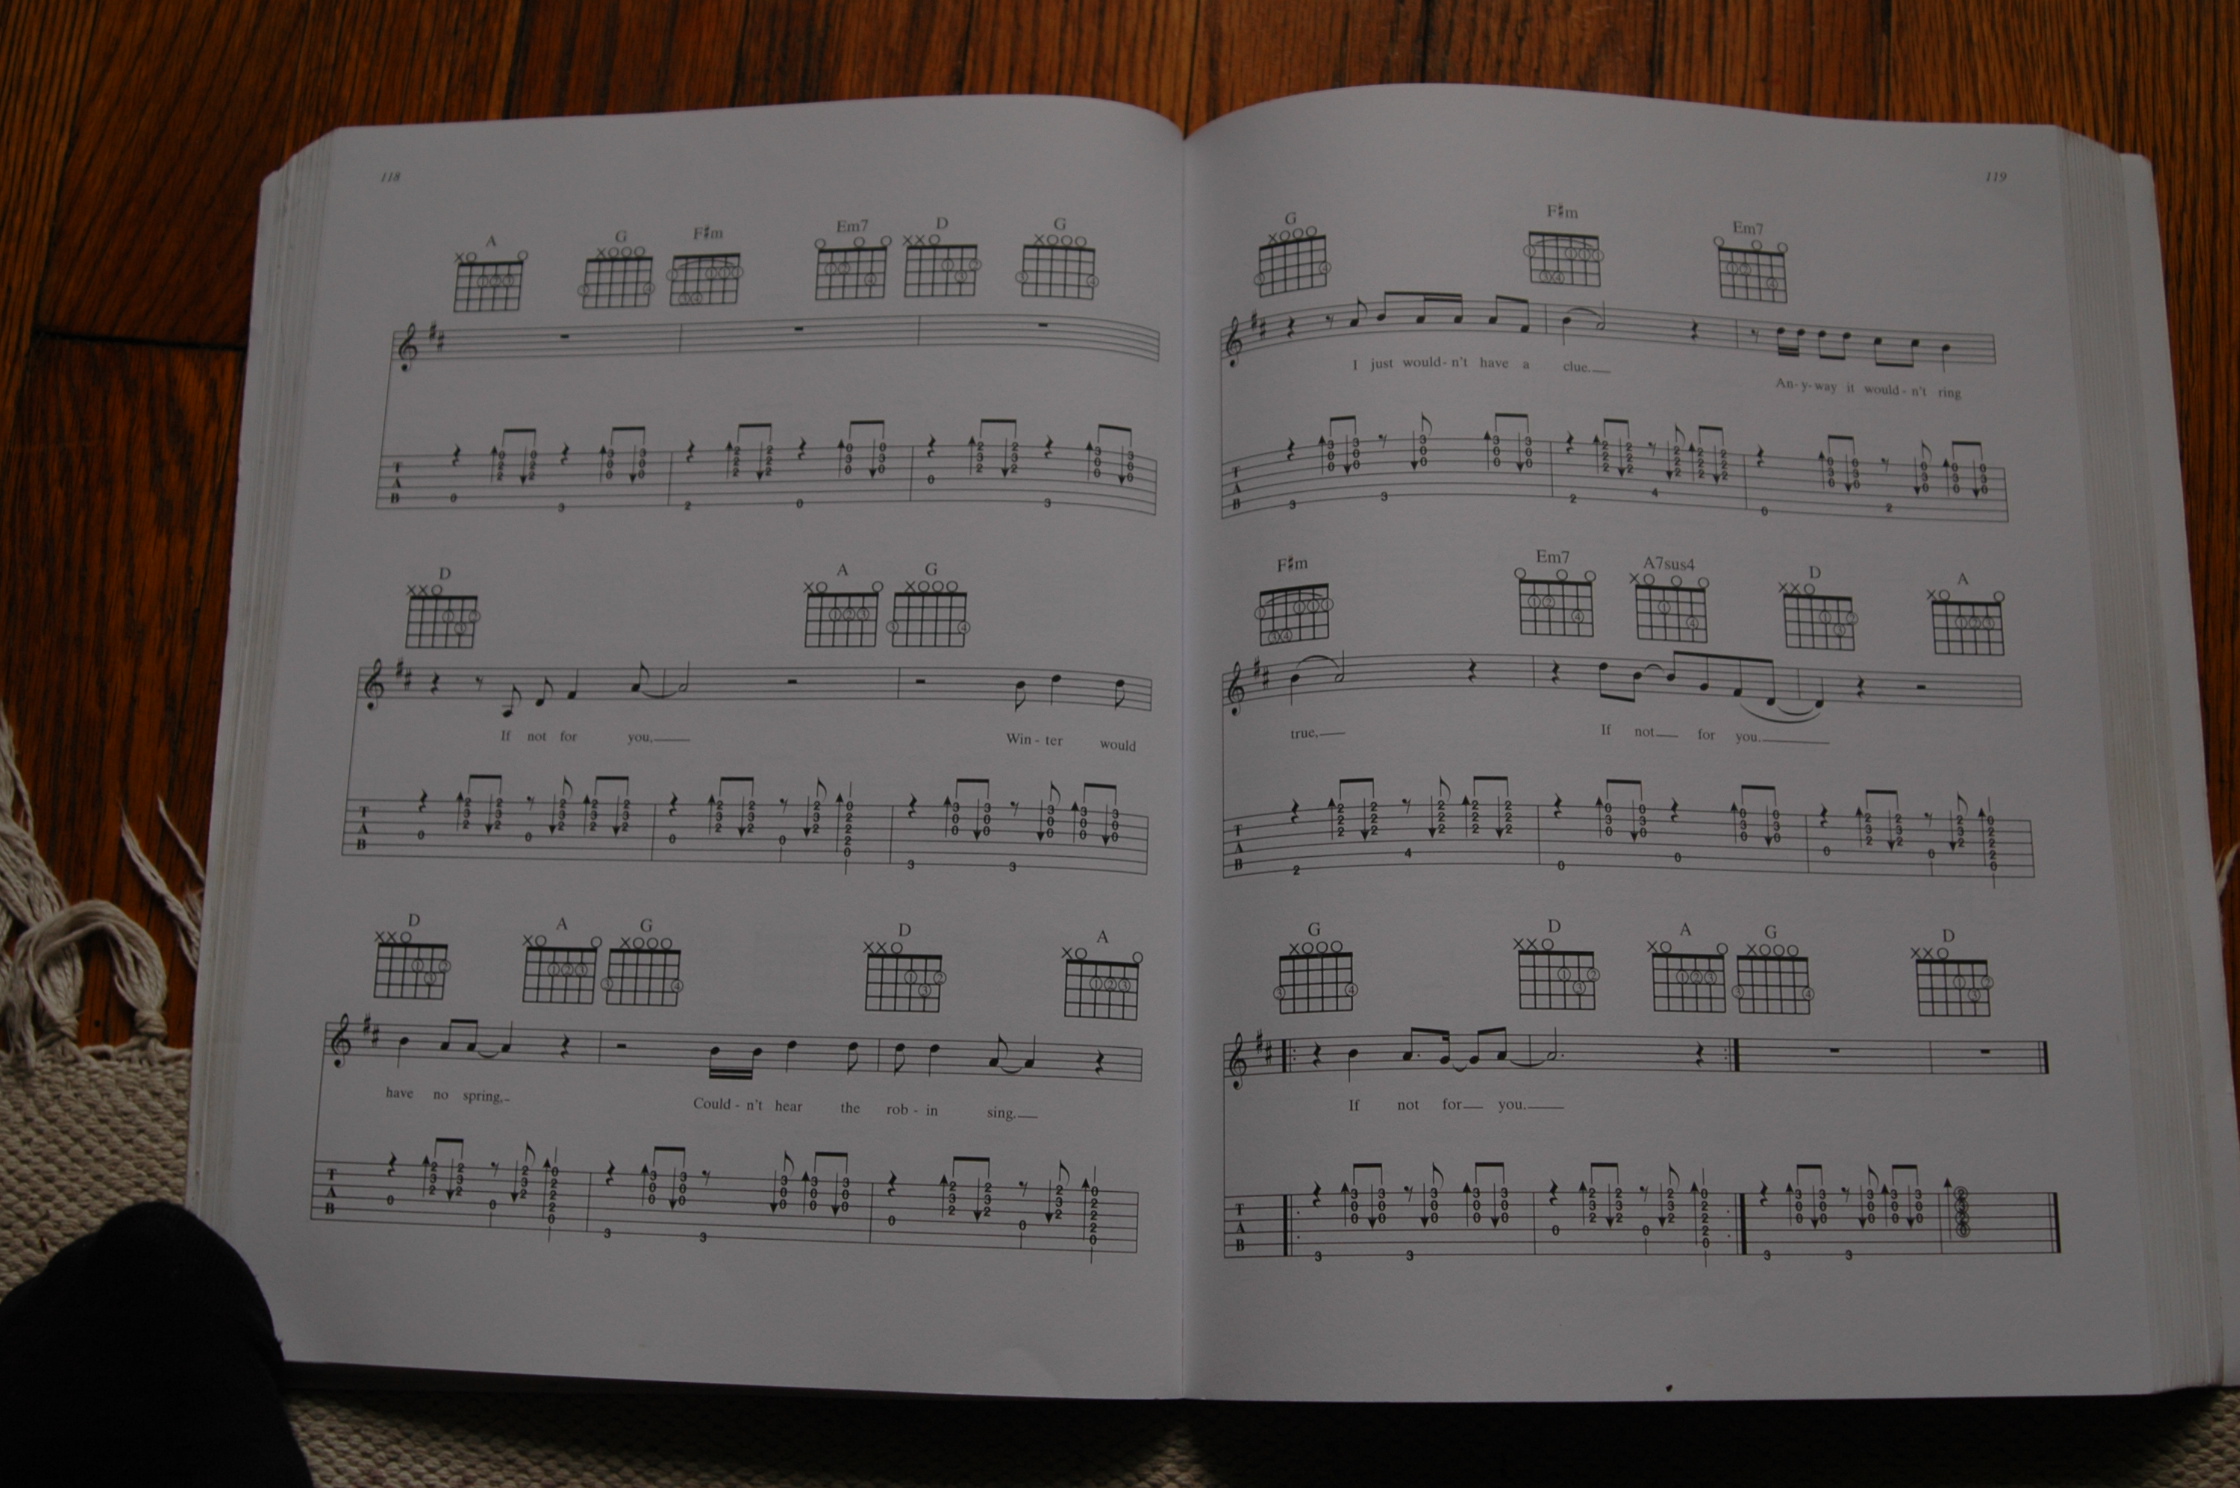 118
A G F♯m Em7 D G
D A G
If not for you, Win - ter would
D A G D A
have no spring, Could - n't hear the rob - in sing.
119
G F♯m Em7
I just would - n't have a clue. An - y - way it would - n't ring
F♯m Em7 A7sus4 D A
true, If not for you.
G D A G D
If not for you.